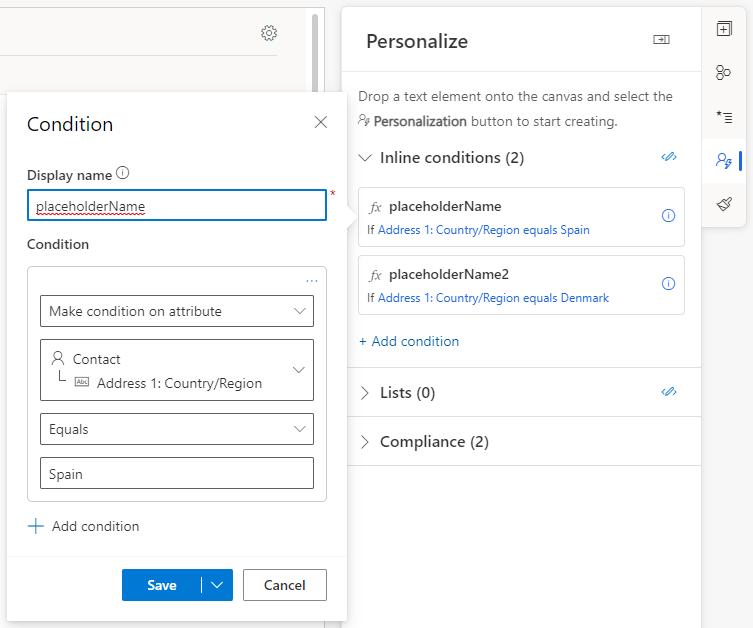 Condition
Display name
placeholderName
*
Condition
...
Make condition on attribute
Contact
Abc Address 1: Country/Region
Equals
Spain
+ Add condition
Save
Cancel
Personalize
Drop a text element onto the canvas and select the
Personalization button to start creating.
Inline conditions (2)
fx placeholderName
If Address 1: Country/Region equals Spain
fx placeholderName2
If Address 1: Country/Region equals Denmark
+ Add condition
Lists (0)
Compliance (2)